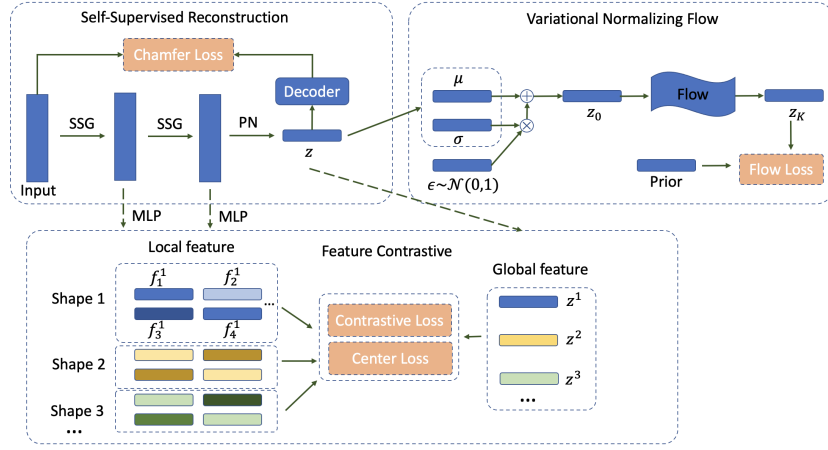 Self-Supervised Reconstruction
Chamfer Loss
Decoder
SSG
SSG
PN
z
Input
MLP
MLP
Variational Normalizing Flow
μ
σ
ϵ~𝒩(0,1)
z₀
Flow
z_K
Prior
Flow Loss
Local feature
Feature Contrastive
Global feature
Shape 1
f₁¹
f₂¹
...
f₃¹
f₄¹
Shape 2
Shape 3
...
Contrastive Loss
Center Loss
z¹
z²
z³
...